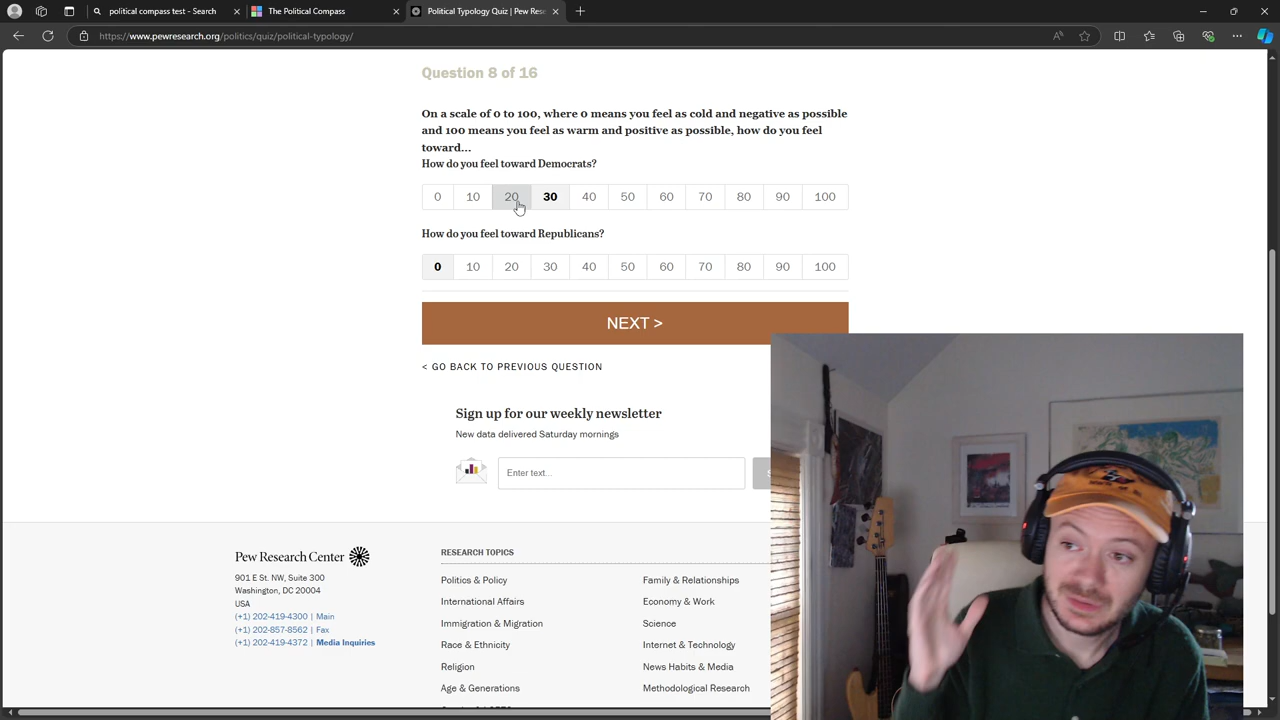 political compass test - Search
The Political Compass
Political Typology Quiz | Pew Res
https://www.pewresearch.org/politics/quiz/political-typology/
Question 8 of 16
On a scale of 0 to 100, where 0 means you feel as cold and negative as possible
and 100 means you feel as warm and positive as possible, how do you feel
toward...
How do you feel toward Democrats?
0 10 20 30 40 50 60 70 80 90 100
How do you feel toward Republicans?
0 10 20 30 40 50 60 70 80 90 100
NEXT >
< GO BACK TO PREVIOUS QUESTION
Sign up for our weekly newsletter
New data delivered Saturday mornings
Enter text...
Pew Research Center
901 E St. NW, Suite 300
Washington, DC 20004
USA
(+1) 202-419-4300 | Main
(+1) 202-857-8562 | Fax
(+1) 202-419-4372 | Media Inquiries
RESEARCH TOPICS
Politics & Policy
International Affairs
Immigration & Migration
Race & Ethnicity
Religion
Age & Generations
Family & Relationships
Economy & Work
Science
Internet & Technology
News Habits & Media
Methodological Research